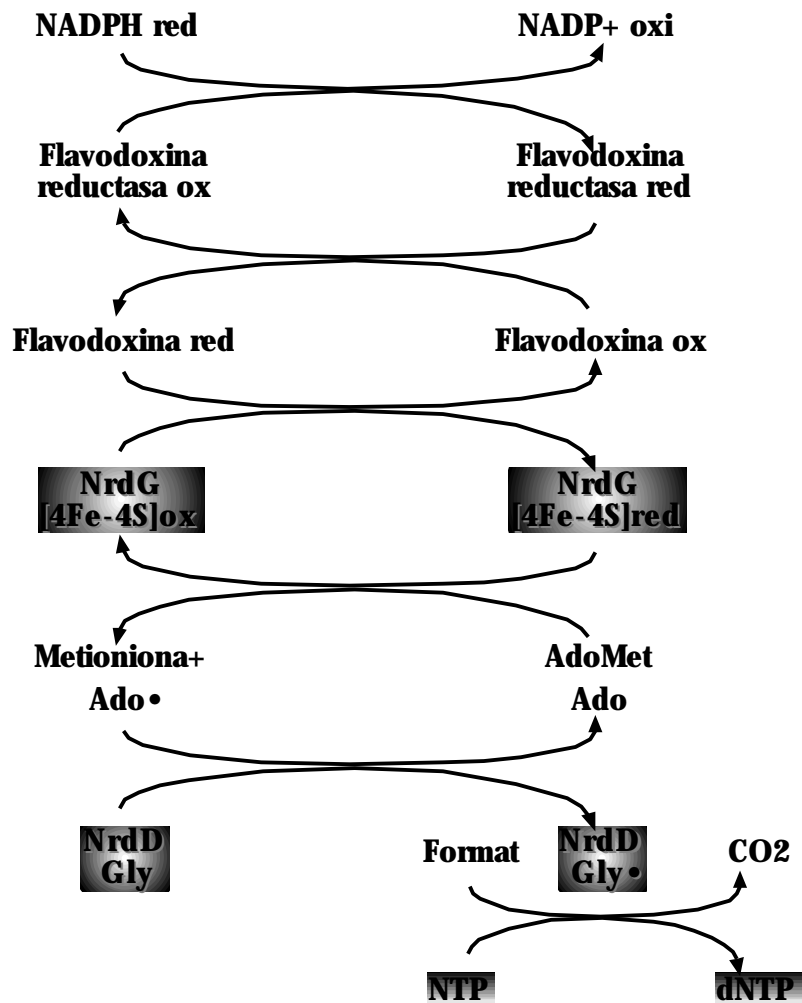 NADPH red
NADP+ oxi
Flavodoxina
reductasa ox
Flavodoxina
reductasa red
Flavodoxina red
Flavodoxina ox
NrdG
[4Fe-4S]ox
NrdG
[4Fe-4S]red
Metioniona+
Ado•
AdoMet
Ado
NrdD
Gly
Format
NrdD
Gly•
CO2
NTP
dNTP